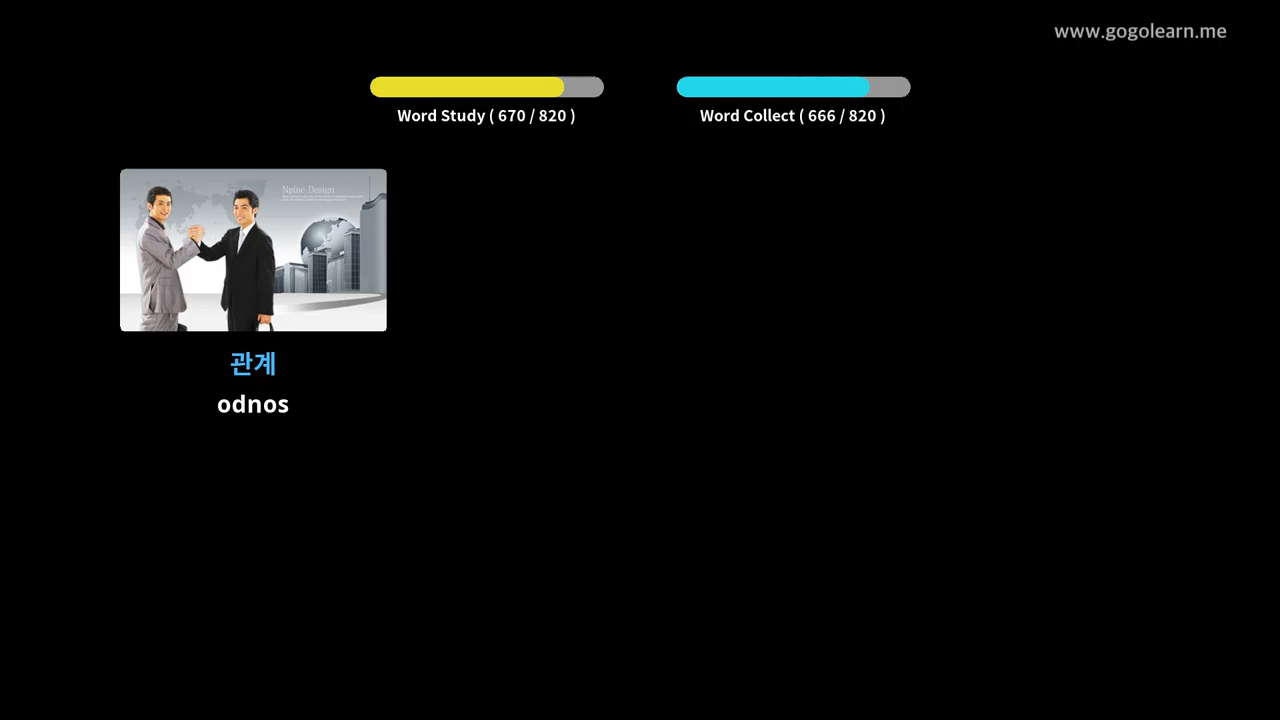 www.gogolearn.me
Word Study ( 670 / 820 )
Word Collect ( 666 / 820 )
Npine Design
관계
odnos